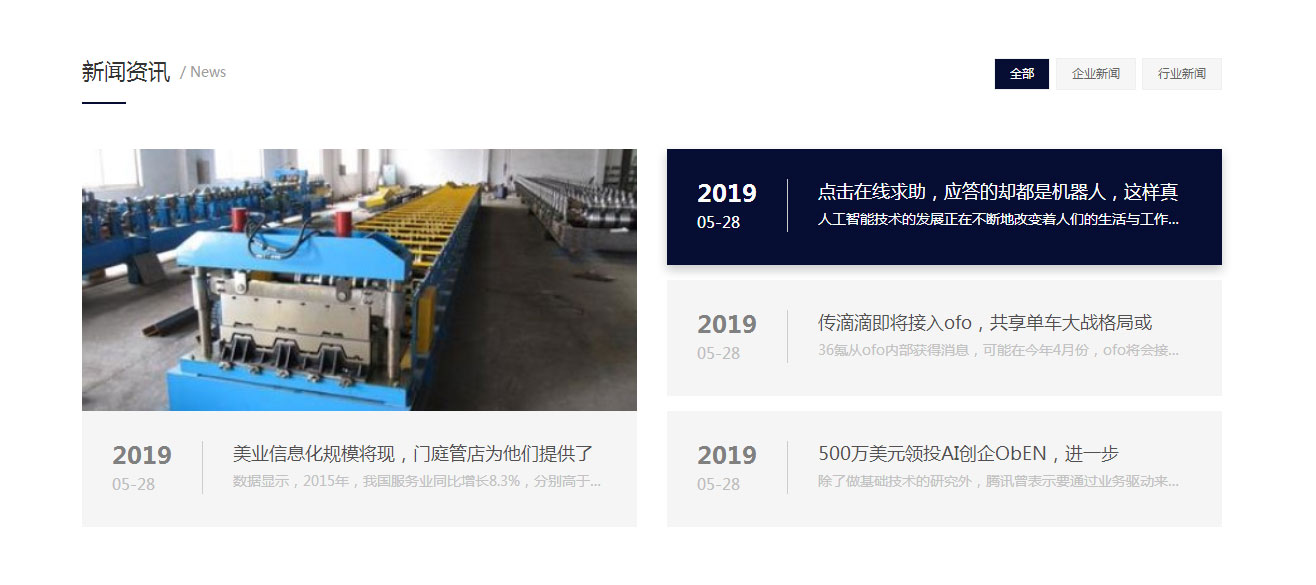 新闻资讯 / News
全部 企业新闻 行业新闻
2019
05-28
美业信息化规模将现，门庭管店为他们提供了
数据显示，2015年，我国服务业同比增长8.3%，分别高于...
2019
05-28
点击在线求助，应答的却都是机器人，这样真
人工智能技术的发展正在不断地改变着人们的生活与工作...
2019
05-28
传滴滴即将接入ofo，共享单车大战格局或
36氪从ofo内部获得消息，可能在今年4月份，ofo将会接...
2019
05-28
500万美元领投AI创企ObEN，进一步
除了做基础技术的研究外，腾讯曾表示要通过业务驱动来...